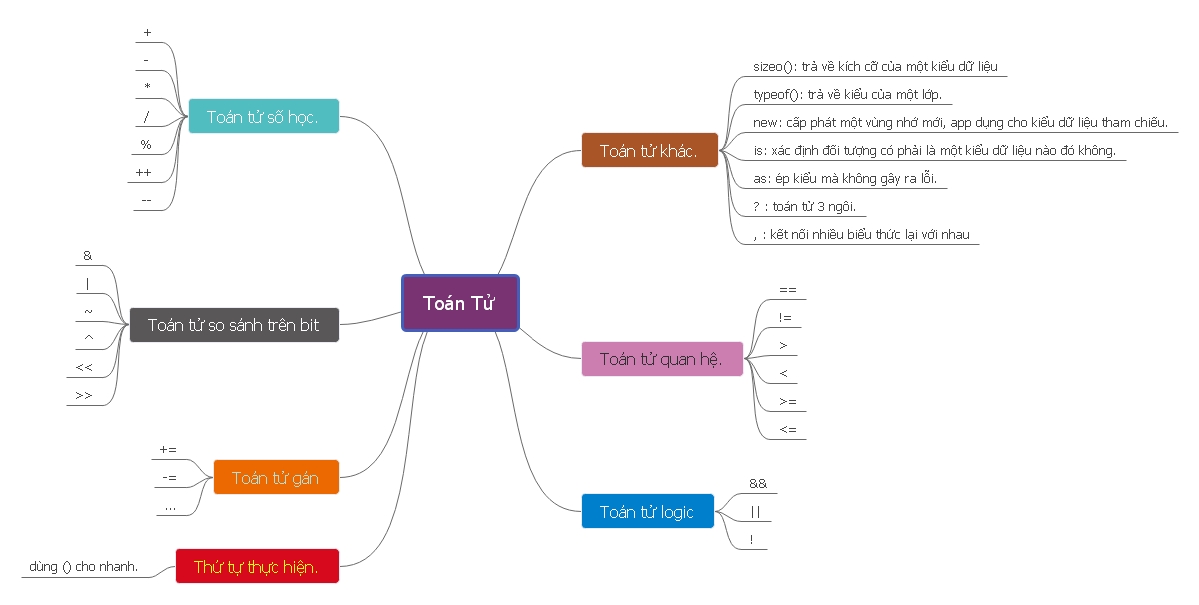 Toán Tử
Toán tử số học.
+
-
*
/
%
++
--
Toán tử so sánh trên bit
&
|
~
^
<<
>>
Toán tử gán
+=
-=
...
Thứ tự thực hiện.
dùng () cho nhanh.
Toán tử khác.
sizeo(): trả về kích cỡ của một kiểu dữ liệu
typeof(): trả về kiểu của một lớp.
new: cấp phát một vùng nhớ mới, app dụng cho kiểu dữ liệu tham chiếu.
is: xác định đối tượng có phải là một kiểu dữ liệu nào đó không.
as: ép kiểu mà không gây ra lỗi.
? : toán tử 3 ngôi.
, : kết nối nhiều biểu thức lại với nhau
Toán tử quan hệ.
==
!=
>
<
>=
<=
Toán tử logic
&&
||
!